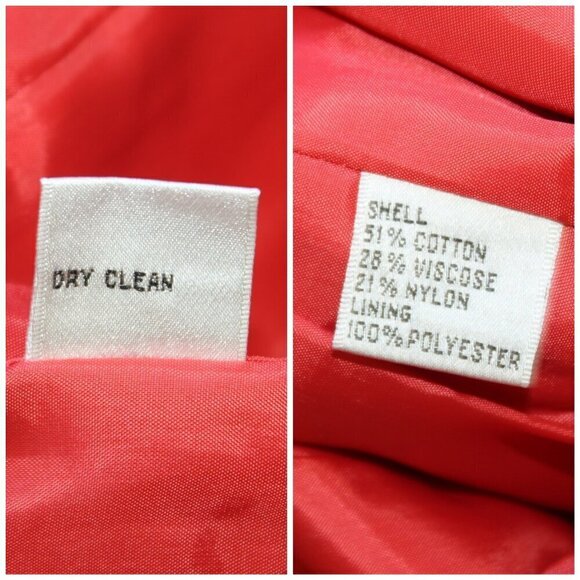 DRY CLEAN
SHELL
51% COTTON
28% VISCOSE
21% NYLON
LINING
100% POLYESTER